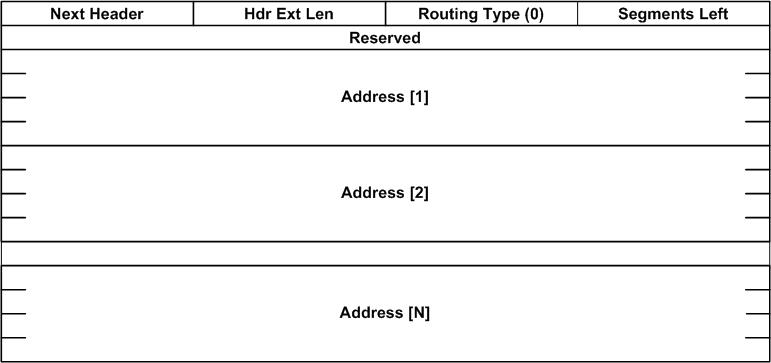 Next Header Hdr Ext Len Routing Type (0) Segments Left
Reserved
Address [1]
Address [2]
Address [N]